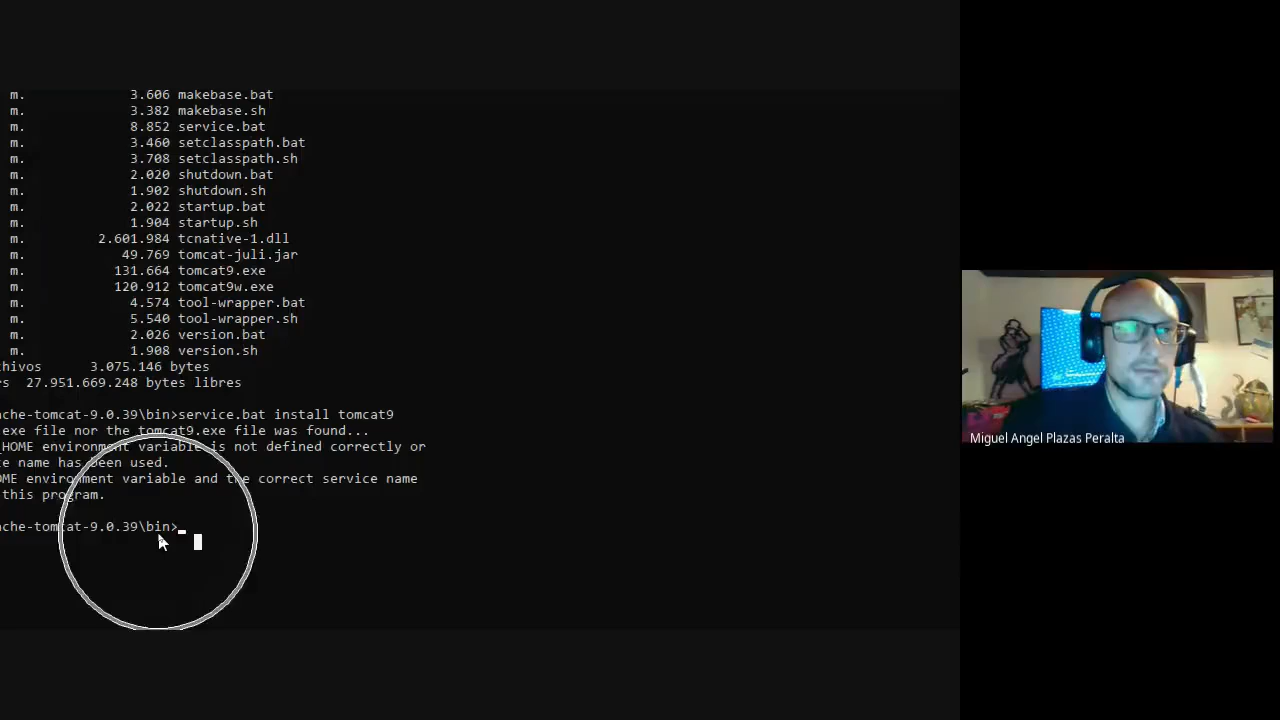 m. 3.606 makebase.bat
m. 3.382 makebase.sh
m. 8.852 service.bat
m. 3.460 setclasspath.bat
m. 3.708 setclasspath.sh
m. 2.020 shutdown.bat
m. 1.902 shutdown.sh
m. 2.022 startup.bat
m. 1.904 startup.sh
m. 2.601.984 tcnative-1.dll
m. 49.769 tomcat-juli.jar
m. 131.664 tomcat9.exe
m. 120.912 tomcat9w.exe
m. 4.574 tool-wrapper.bat
m. 5.540 tool-wrapper.sh
m. 2.026 version.bat
m. 1.908 version.sh
chivos 3.075.146 bytes
s 27.951.669.248 bytes libres
che-tomcat-9.0.39\bin>service.bat install tomcat9
.exe file nor the tomcat9.exe file was found...
_HOME environment variable is not defined correctly or
e name has been used.
OME environment variable and the correct service name
this program.
che-tomcat-9.0.39\bin>
Miguel Angel Plazas Peralta